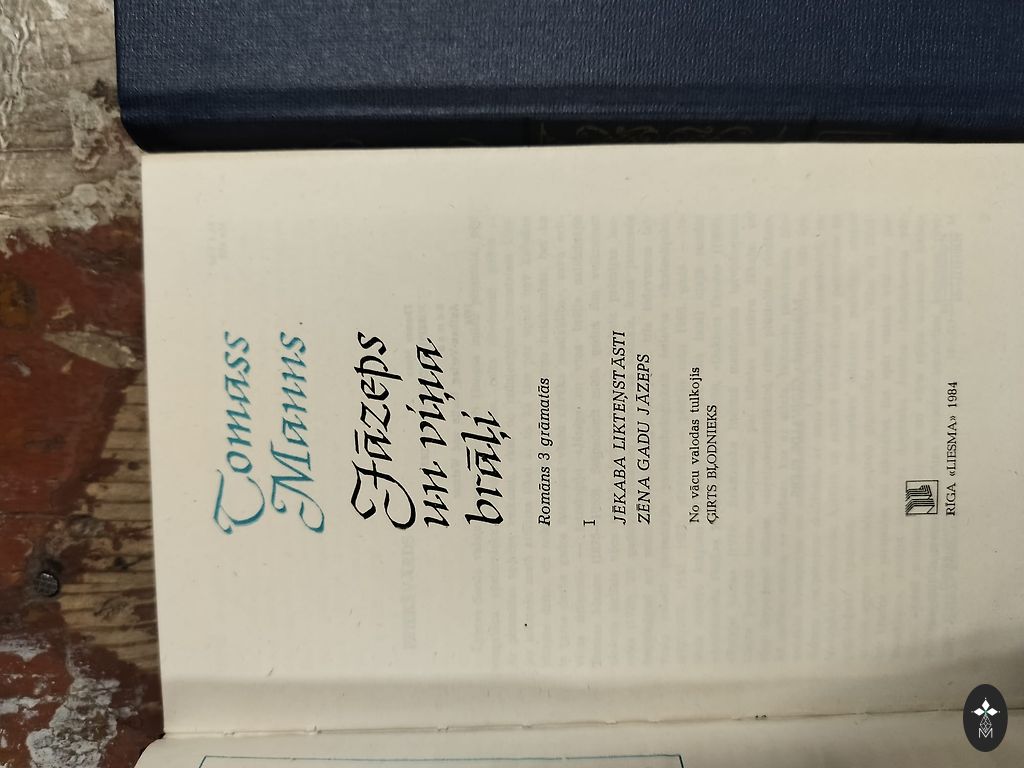 Tomass
Manns
Jāzeps
un viņa
brāļi
Romāns 3 grāmatās
I
JĒKABA LIKTEŅSTĀSTI
ZĒNA GADU JĀZEPS
No vācu valodas tulkojis
ĢIRTS BĻODNIEKS
RĪGA «LIESMA» 1984
M